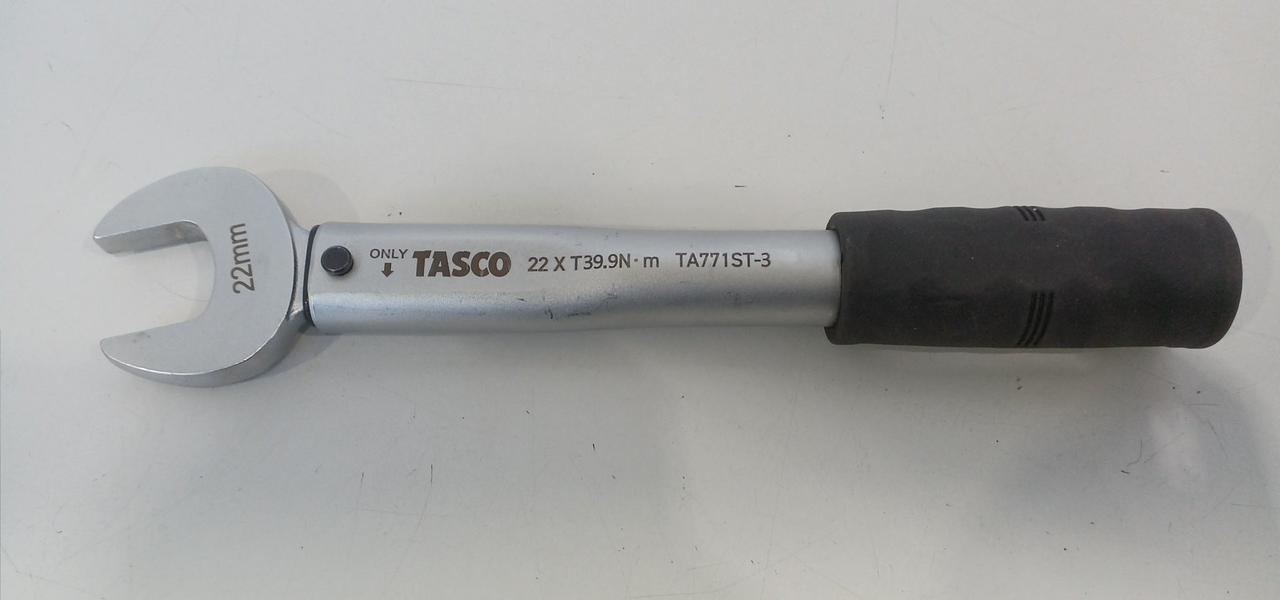 22mm
ONLY ↓ TASCO 22 X T39.9N·m TA771ST-3